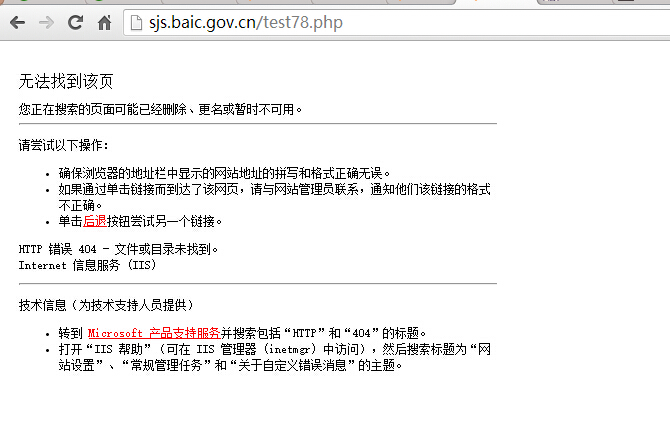 sjs.baic.gov.cn/test78.php
无法找到该页
您正在搜索的页面可能已经删除、更名或暂时不可用。
请尝试以下操作：
• 确保浏览器的地址栏中显示的网站地址的拼写和格式正确无误。
• 如果通过单击链接而到达了该网页，请与网站管理员联系，通知他们该链接的格式
不正确。
• 单击后退按钮尝试另一个链接。
HTTP 错误 404 - 文件或目录未找到。
Internet 信息服务 (IIS)
技术信息（为技术支持人员提供）
• 转到 Microsoft 产品支持服务并搜索包括“HTTP”和“404”的标题。
• 打开“IIS 帮助”（可在 IIS 管理器 (inetmgr) 中访问），然后搜索标题为“网
站设置”、“常规管理任务”和“关于自定义错误消息”的主题。